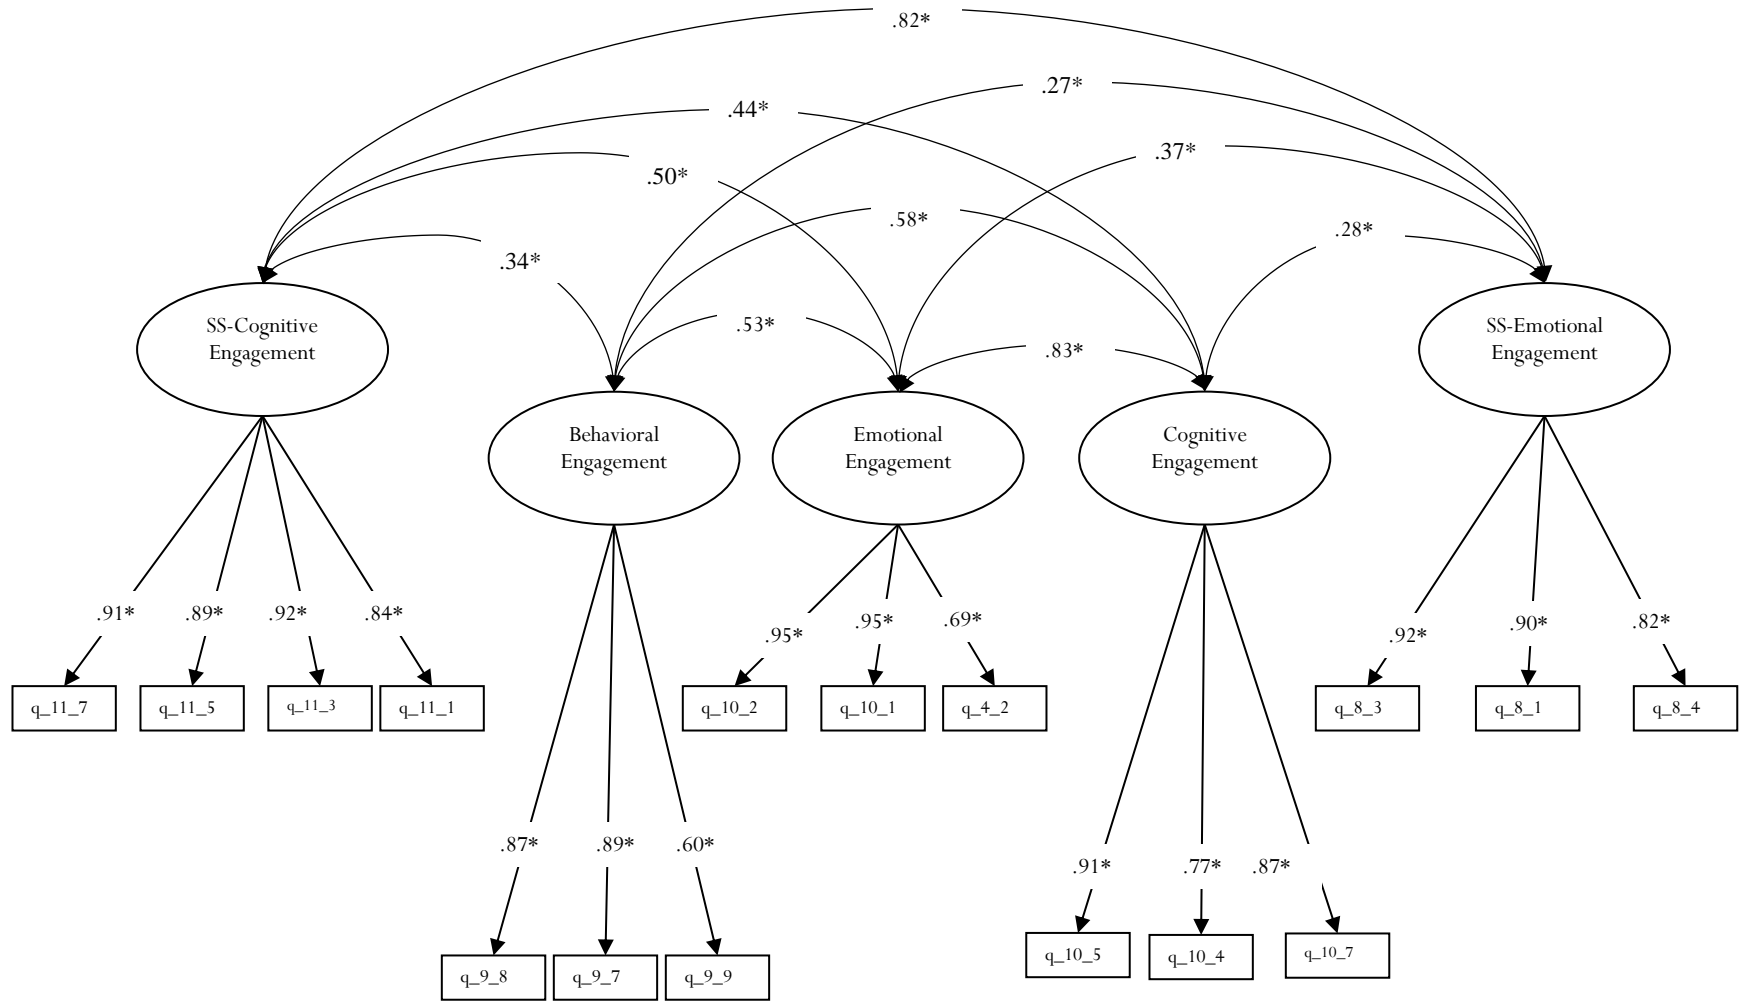 .82*
.27*
.44*
.37*
.50*
.58*
.28*
.34*
.53*
.83*
SS-Cognitive
Engagement
SS-Emotional
Engagement
Behavioral
Engagement
Emotional
Engagement
Cognitive
Engagement
.91*
.89*
.92*
.84*
.95*
.95*
.69*
.92*
.90*
.82*
q_11_7
q_11_5
q_11_3
q_11_1
q_10_2
q_10_1
q_4_2
q_8_3
q_8_1
q_8_4
.87*
.89*
.60*
.91*
.77*
.87*
q_10_5
q_10_4
q_10_7
q_9_8
q_9_7
q_9_9